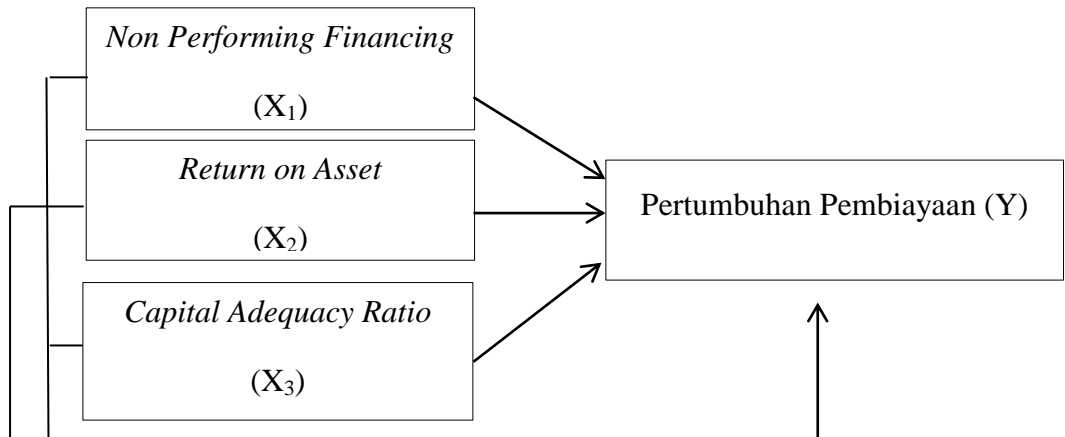 Non Performing Financing
(X₁)
Return on Asset
(X₂)
Pertumbuhan Pembiayaan (Y)
Capital Adequacy Ratio
(X₃)